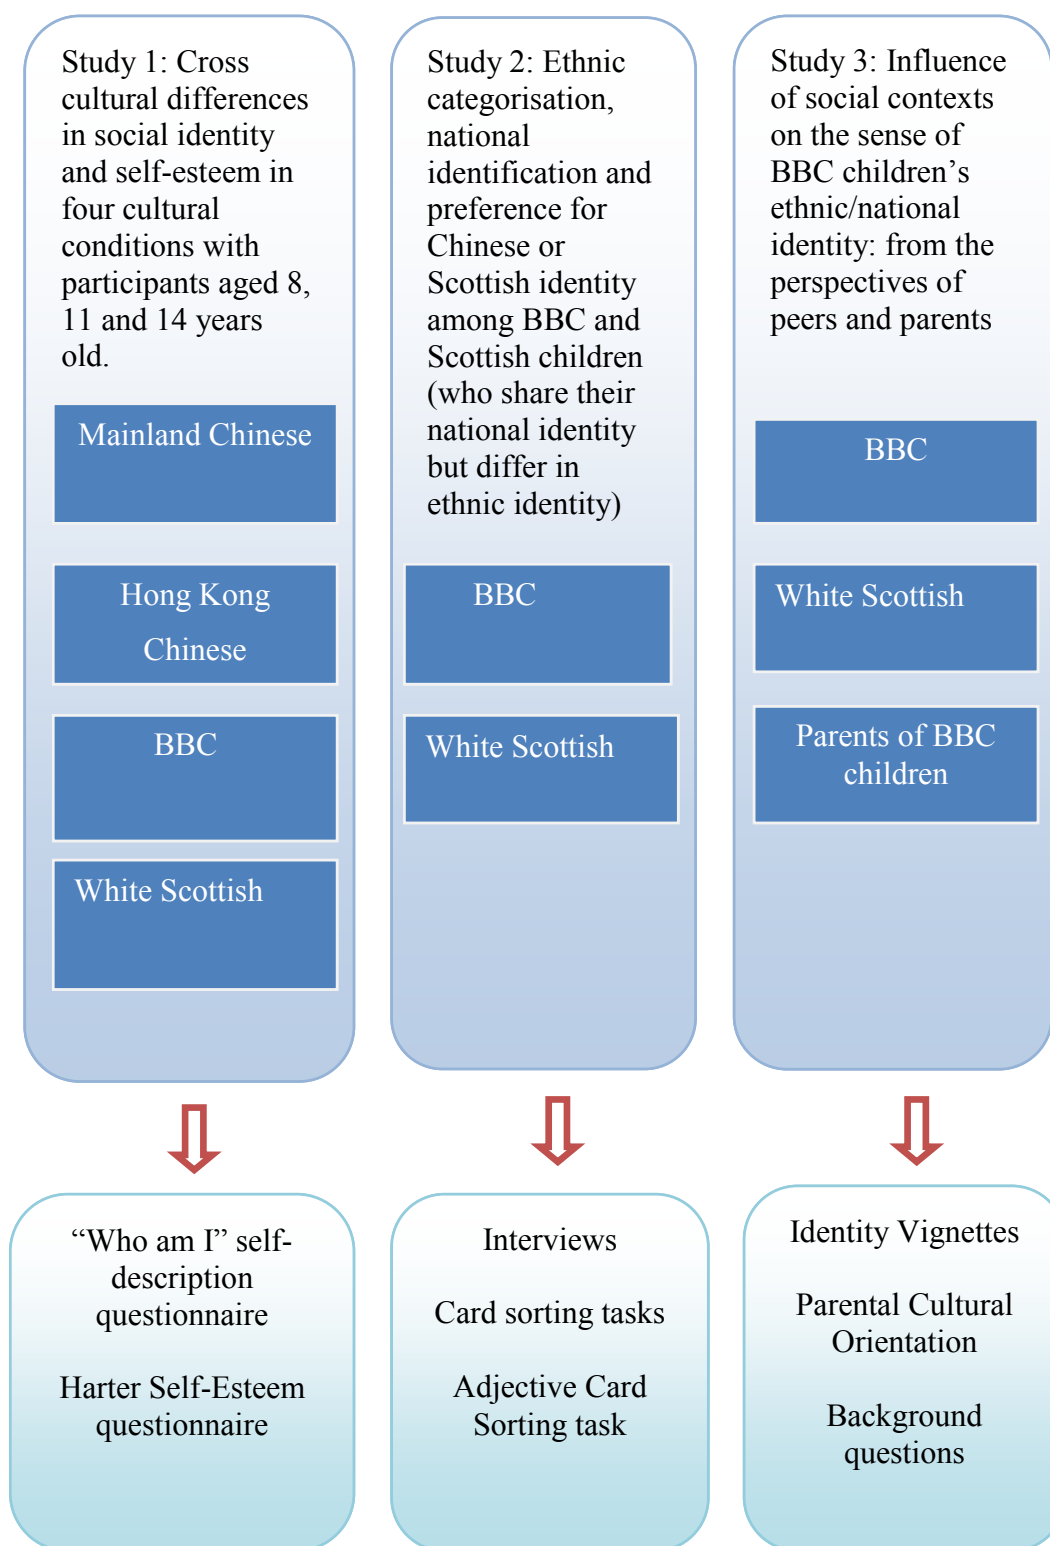 Study 1: Cross
cultural differences
in social identity
and self-esteem in
four cultural
conditions with
participants aged 8,
11 and 14 years
old.
Mainland Chinese
Hong Kong
Chinese
BBC
White Scottish
“Who am I” self-
description
questionnaire
Harter Self-Esteem
questionnaire
Study 2: Ethnic
categorisation,
national
identification and
preference for
Chinese or
Scottish identity
among BBC and
Scottish children
(who share their
national identity
but differ in
ethnic identity)
BBC
White Scottish
Interviews
Card sorting tasks
Adjective Card
Sorting task
Study 3: Influence
of social contexts
on the sense of
BBC children’s
ethnic/national
identity: from the
perspectives of
peers and parents
BBC
White Scottish
Parents of BBC
children
Identity Vignettes
Parental Cultural
Orientation
Background
questions